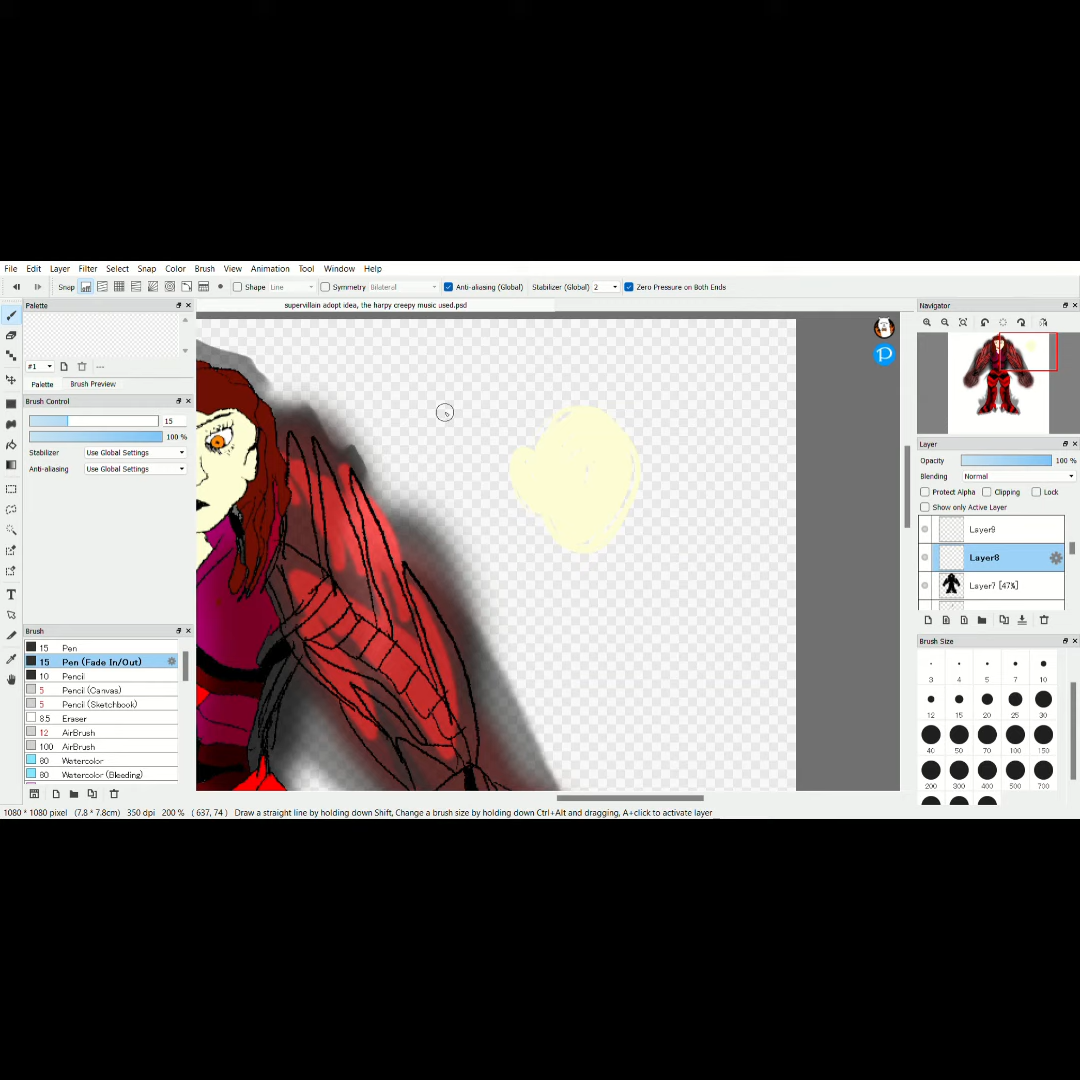 File Edit Layer Filter Select Snap Color Brush View Animation Tool Window Help
Snap Shape Line Symmetry Bilateral Anti-aliasing (Global) Stabilizer (Global) 2 Zero Pressure on Both Ends
Palette
supervillain adopt idea, the harpy creepy music used.psd
Navigator
#1
Palette Brush Preview
Brush Control
15
100 %
Stabilizer Use Global Settings
Anti-aliasing Use Global Settings
Layer
Opacity 100 %
Blending Normal
Protect Alpha Clipping Lock
Show only Active Layer
Layer9
Layer8
Layer7 [47%]
Brush
15 Pen
15 Pen (Fade In/Out)
10 Pencil
5 Pencil (Canvas)
5 Pencil (Sketchbook)
8.5 Eraser
12 AirBrush
100 AirBrush
80 Watercolor
80 Watercolor (Bleeding)
Brush Size
3 4 5 7 10
12 15 20 25 30
40 50 70 100 150
200 300 400 500 700
1080 * 1080 pixel (7.8 * 7.8cm) 350 dpi 200 % ( 637, 74 ) Draw a straight line by holding down Shift, Change a brush size by holding down Ctrl+Alt and dragging, A+click to activate layer